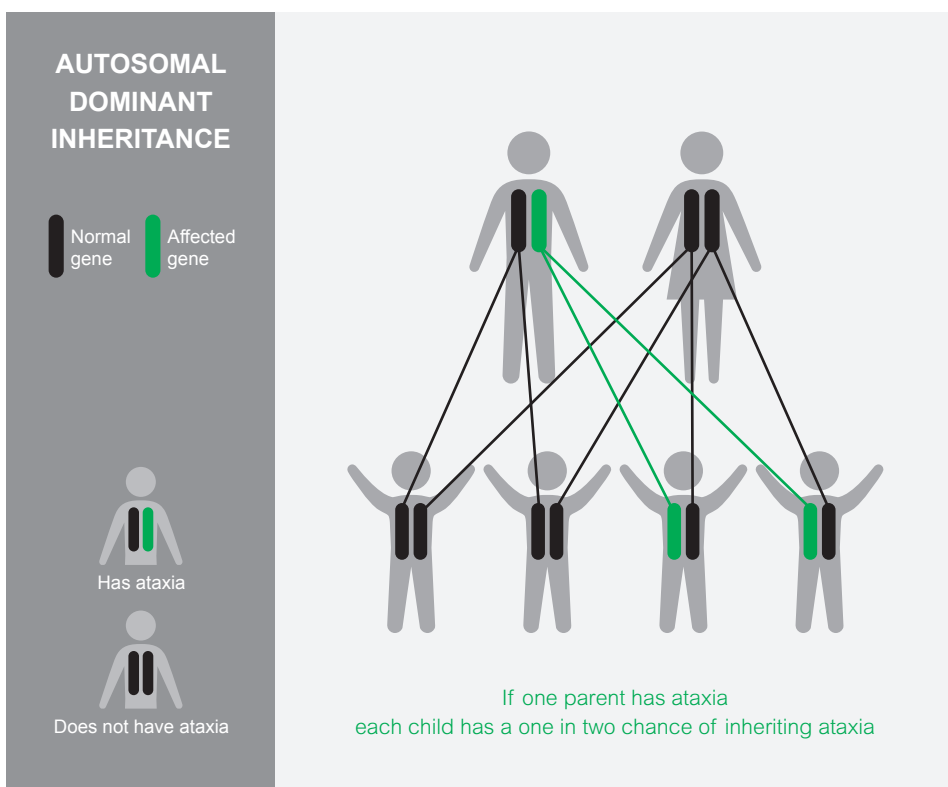 AUTOSOMAL
DOMINANT
INHERITANCE
Normal
gene
Affected
gene
Has ataxia
Does not have ataxia
If one parent has ataxia
each child has a one in two chance of inheriting ataxia